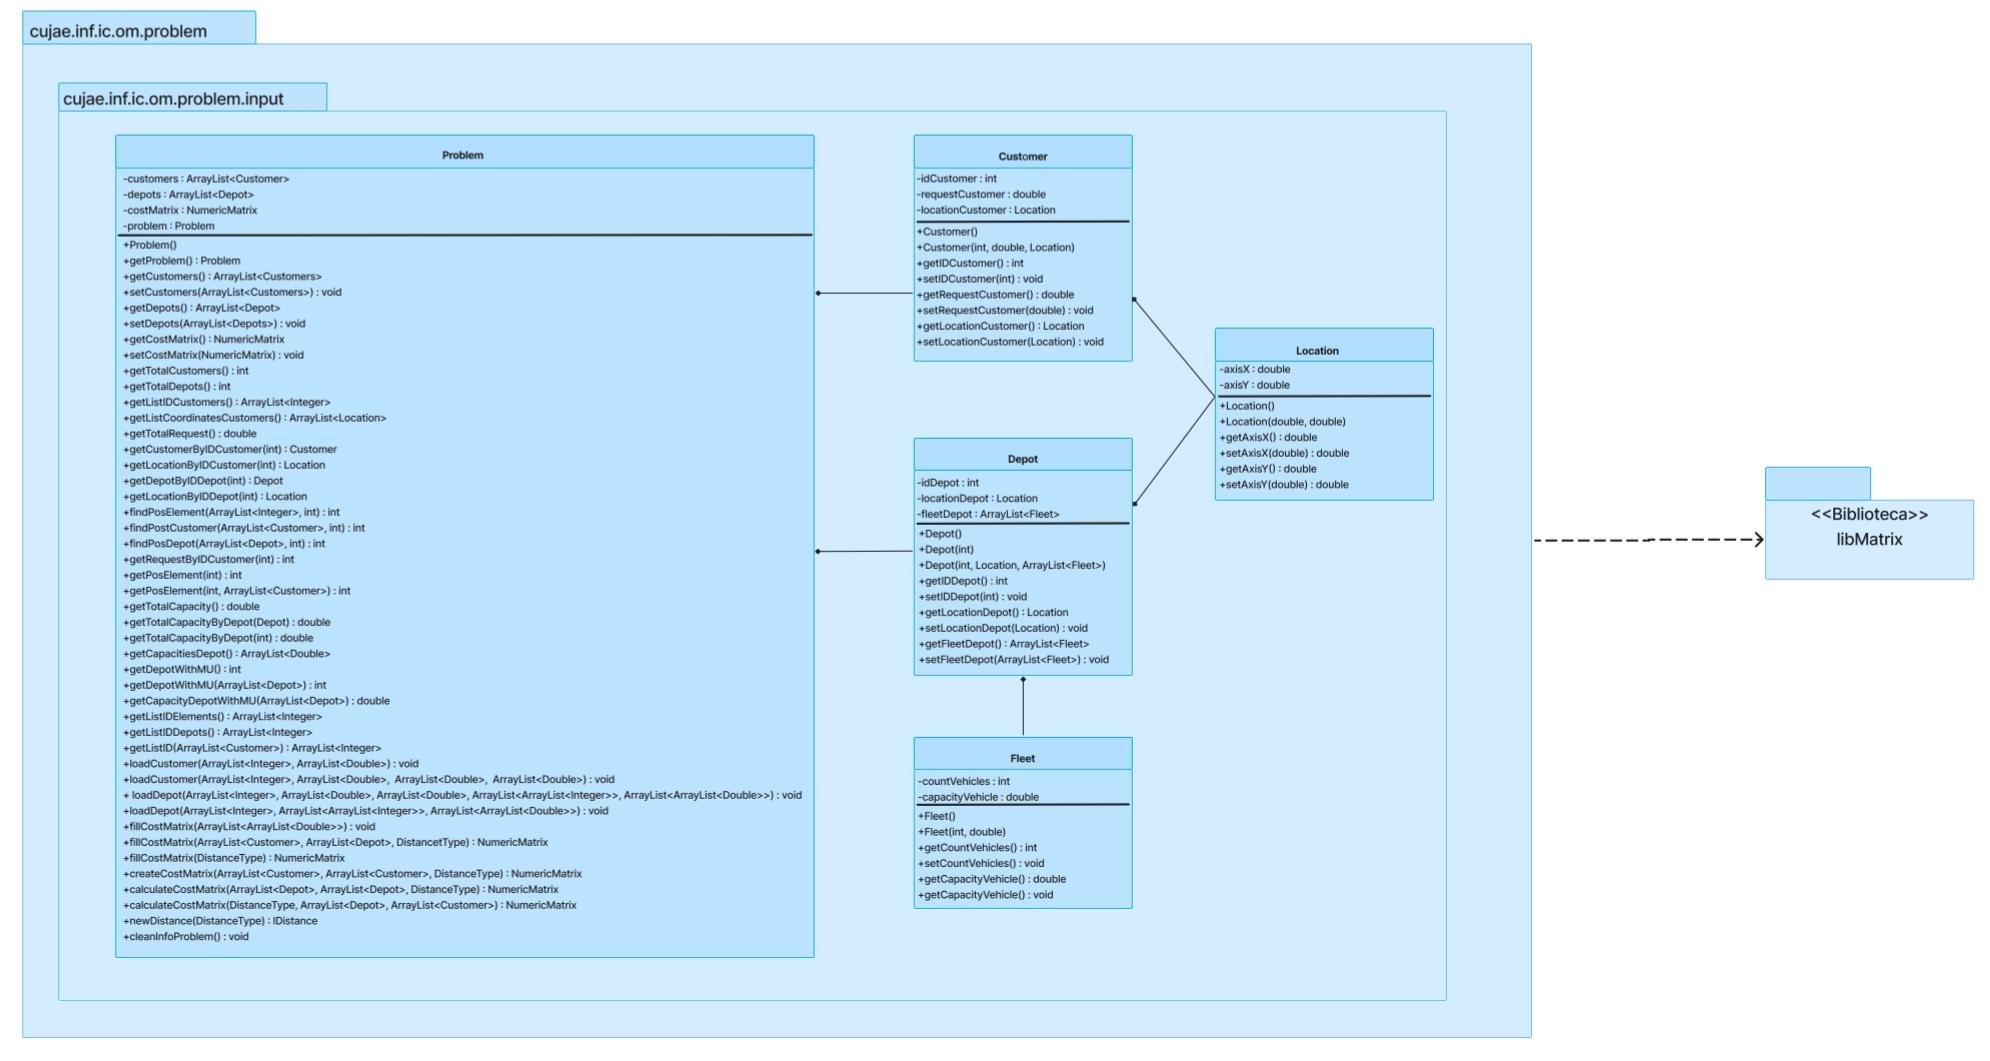 cujae.inf.ic.om.problem
cujae.inf.ic.om.problem.input
Problem
-customers : ArrayList<Customer>
-depots : ArrayList<Depot>
-costMatrix : NumericMatrix
-problem : Problem
+Problem()
+getProblem() : Problem
+getCustomers() : ArrayList<Customers>
+setCustomers(ArrayList<Customers>) : void
+getDepots() : ArrayList<Depot>
+setDepots(ArrayList<Depots>) : void
+getCostMatrix() : NumericMatrix
+setCostMatrix(NumericMatrix) : void
+getTotalCustomers() : int
+getTotalDepots() : int
+getListIDCustomers() : ArrayList<Integer>
+getListCoordinatesCustomers() : ArrayList<Location>
+getTotalRequest() : double
+getCustomerByIDCustomer(int) : Customer
+getLocationByIDCustomer(int) : Location
+getDepotByIDDepot(int) : Depot
+getLocationByIDDepot(int) : Location
+findPosElement(ArrayList<Integer>, int) : int
+findPostCustomer(ArrayList<Customer>, int) : int
+findPosDepot(ArrayList<Depot>, int) : int
+getRequestByIDCustomer(int) : int
+getPosElement(int) : int
+getPosElement(int, ArrayList<Customer>) : int
+getTotalCapacity() : double
+getTotalCapacityByDepot(Depot) : double
+getTotalCapacityByDepot(int) : double
+getCapacitiesDepot() : ArrayList<Double>
+getDepotWithMU() : int
+getDepotWithMU(ArrayList<Depot>) : int
+getCapacityDepotWithMU(ArrayList<Depot>) : double
+getListIDElements() : ArrayList<Integer>
+getListIDDepots() : ArrayList<Integer>
+getListID(ArrayList<Customer>) : ArrayList<Integer>
+loadCustomer(ArrayList<Integer>, ArrayList<Double>) : void
+loadCustomer(ArrayList<Integer>, ArrayList<Double>, ArrayList<Double>, ArrayList<Double>) : void
+ loadDepot(ArrayList<Integer>, ArrayList<Double>, ArrayList<Double>, ArrayList<ArrayList<Integer>>, ArrayList<ArrayList<Double>>) : void
+loadDepot(ArrayList<Integer>, ArrayList<ArrayList<Integer>>, ArrayList<ArrayList<Double>>) : void
+fillCostMatrix(ArrayList<ArrayList<Double>>) : void
+fillCostMatrix(ArrayList<Customer>, ArrayList<Depot>, DistancetType) : NumericMatrix
+fillCostMatrix(DistanceType) : NumericMatrix
+createCostMatrix(ArrayList<Customer>, ArrayList<Customer>, DistanceType) : NumericMatrix
+calculateCostMatrix(ArrayList<Depot>, ArrayList<Depot>, DistanceType) : NumericMatrix
+calculateCostMatrix(DistanceType, ArrayList<Depot>, ArrayList<Customer>) : NumericMatrix
+newDistance(DistanceType) : IDistance
+cleanInfoProblem() : void
Customer
-idCustomer : int
-requestCustomer : double
-locationCustomer : Location
+Customer()
+Customer(int, double, Location)
+getIDCustomer() : int
+setIDCustomer(int) : void
+getRequestCustomer() : double
+setRequestCustomer(double) : void
+getLocationCustomer() : Location
+setLocationCustomer(Location) : void
Location
-axisX : double
-axisY : double
+Location()
+Location(double, double)
+getAxisX() : double
+setAxisX(double) : double
+getAxisY() : double
+setAxisY(double) : double
Depot
-idDepot : int
-locationDepot : Location
-fleetDepot : ArrayList<Fleet>
+Depot()
+Depot(int)
+Depot(int, Location, ArrayList<Fleet>)
+getIDDepot() : int
+setIDDepot(int) : void
+getLocationDepot() : Location
+setLocationDepot(Location) : void
+getFleetDepot() : ArrayList<Fleet>
+setFleetDepot(ArrayList<Fleet>) : void
Fleet
-countVehicles : int
-capacityVehicle : double
+Fleet()
+Fleet(int, double)
+getCountVehicles() : int
+setCountVehicles() : void
+getCapacityVehicle() : double
+getCapacityVehicle() : void
<<Biblioteca>>
libMatrix